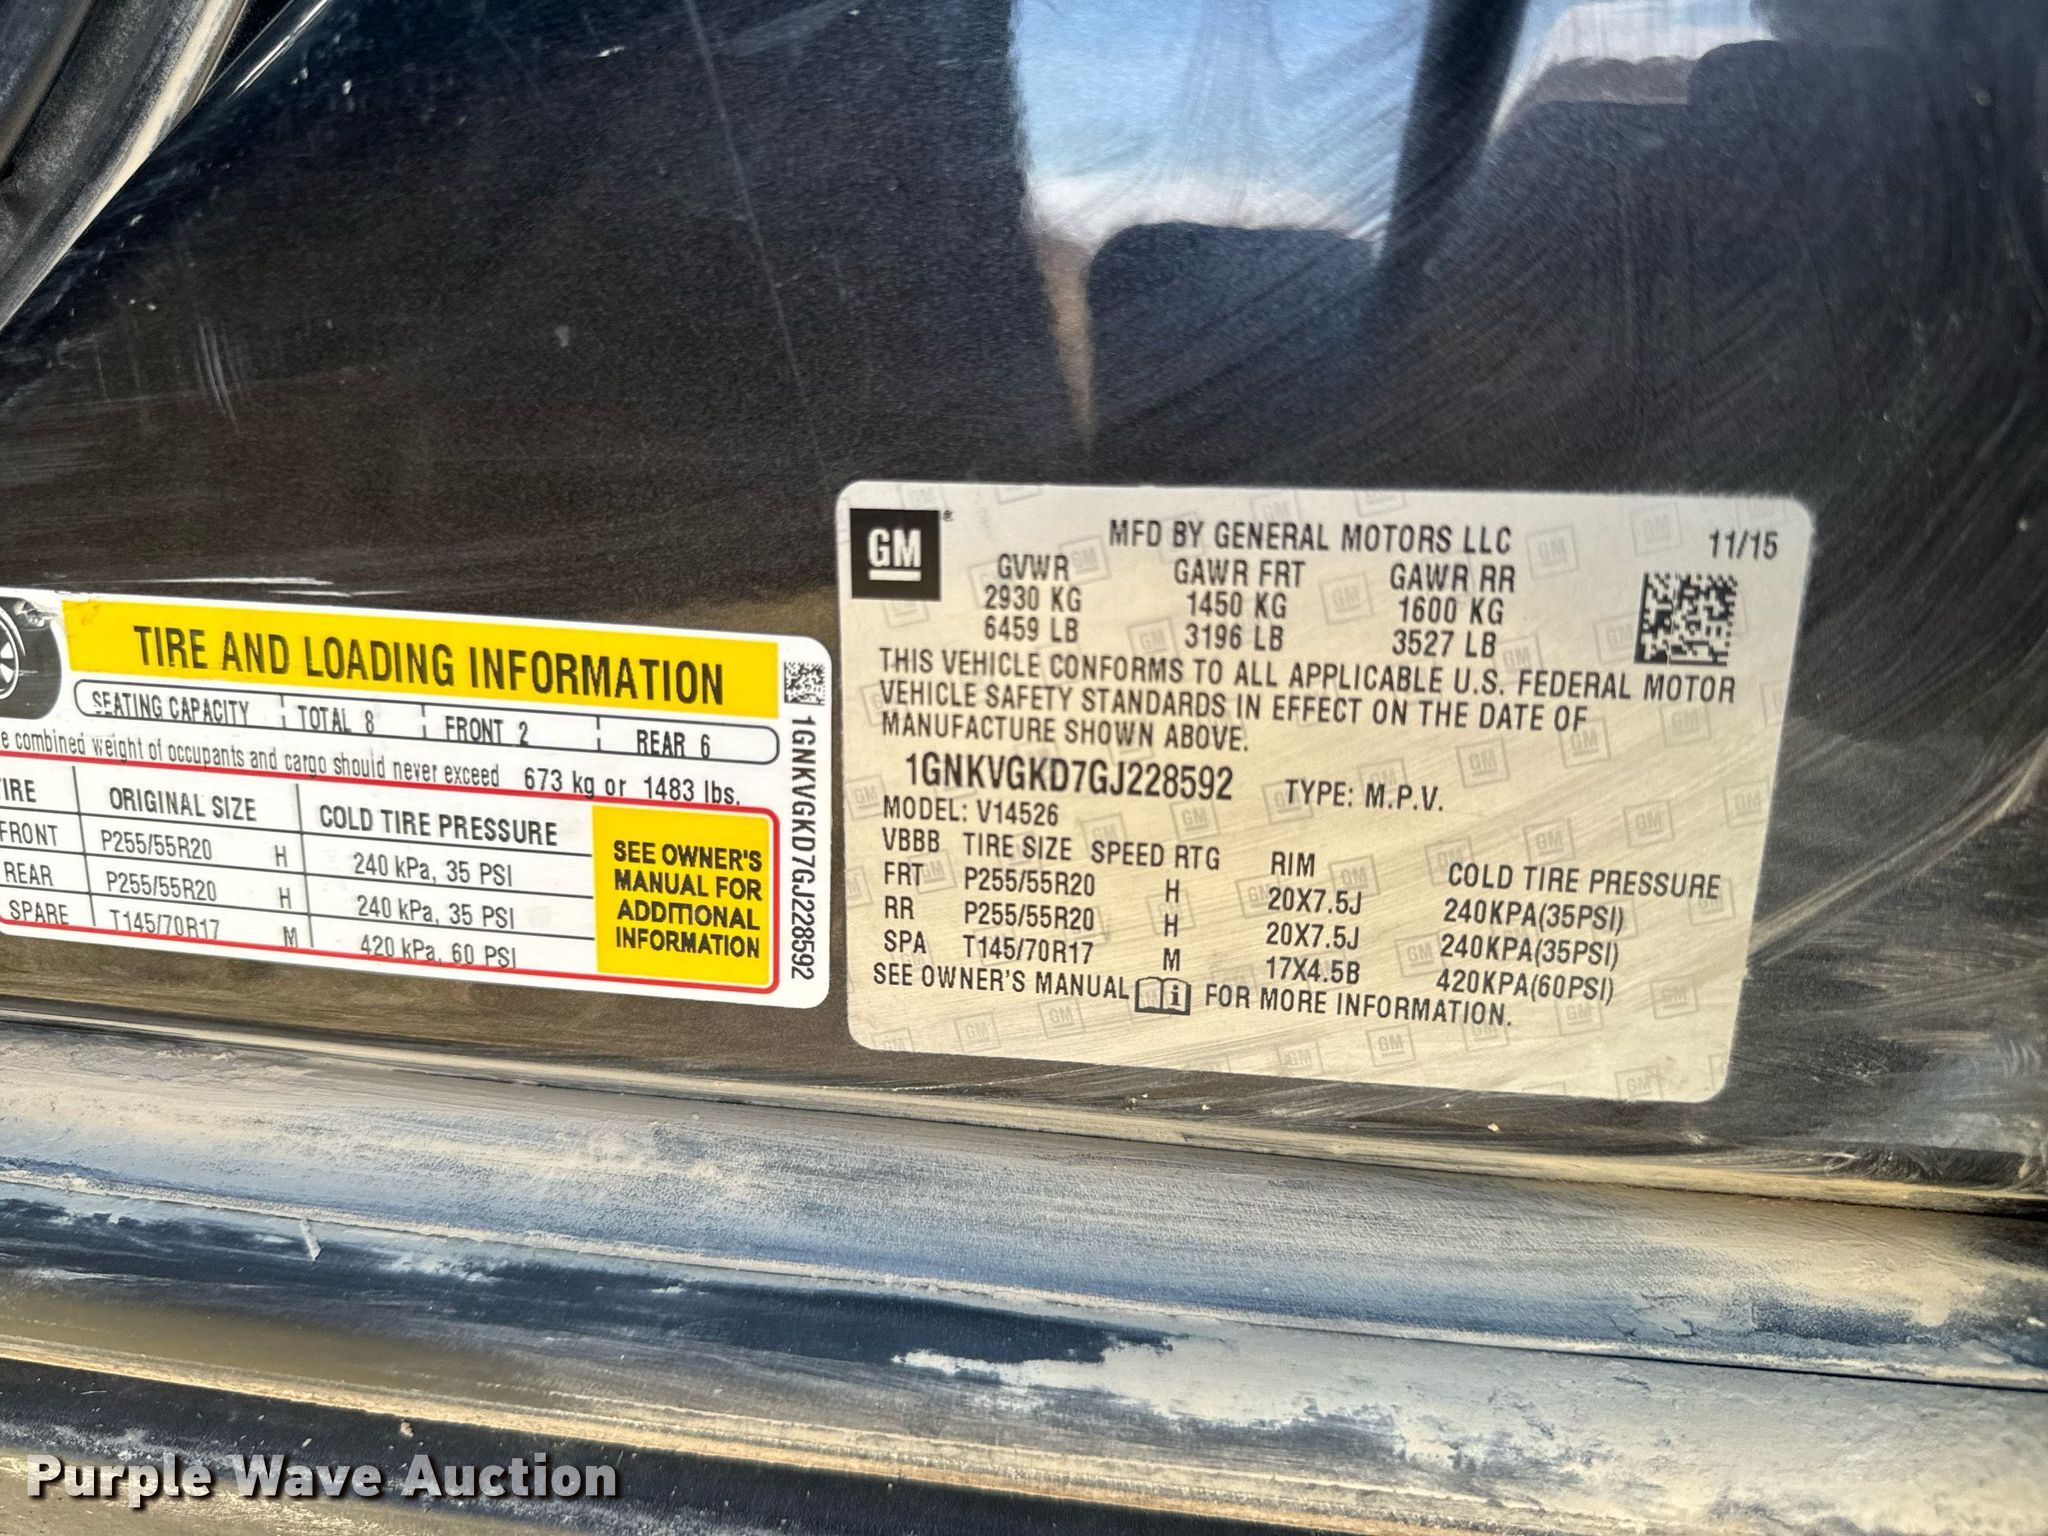 TIRE AND LOADING INFORMATION
SEATING CAPACITY TOTAL 8 FRONT 2 REAR 6
combined weight of occupants and cargo should never exceed 673 kg or 1483 lbs.
ORIGINAL SIZE COLD TIRE PRESSURE
FRONT P255/55R20 H 240 kPa, 35 PSI
REAR P255/55R20 H 240 kPa, 35 PSI
SPARE T145/70R17 M 420 kPa, 60 PSI
SEE OWNER'S
MANUAL FOR
ADDITIONAL
INFORMATION
1GNKVGKD7GJ228592
GM®
MFD BY GENERAL MOTORS LLC 11/15
GVWR GAWR FRT GAWR RR
2930 KG 1450 KG 1600 KG
6459 LB 3196 LB 3527 LB
THIS VEHICLE CONFORMS TO ALL APPLICABLE U.S. FEDERAL MOTOR
VEHICLE SAFETY STANDARDS IN EFFECT ON THE DATE OF
MANUFACTURE SHOWN ABOVE.
1GNKVGKD7GJ228592 TYPE: M.P.V.
MODEL: V14526
VBBB TIRE SIZE SPEED RTG RIM COLD TIRE PRESSURE
FRT P255/55R20 H 20X7.5J 240KPA(35PSI)
RR P255/55R20 H 20X7.5J 240KPA(35PSI)
SPA T145/70R17 M 17X4.5B 420KPA(60PSI)
SEE OWNER'S MANUAL i FOR MORE INFORMATION.
Purple Wave Auction